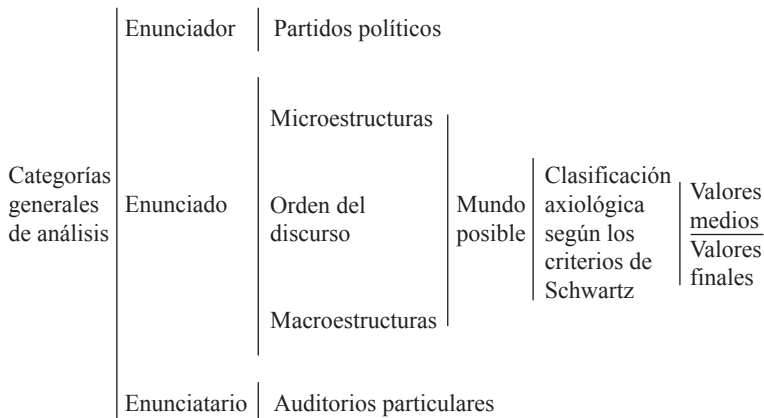 Enunciador
Partidos políticos
Categorías
generales
de análisis
Enunciado
Microestructuras
Orden del
discurso
Macroestructuras
Mundo
posible
Clasificación
axiológica
según los
criterios de
Schwartz
Valores
medios
Valores
finales
Enunciatario
Auditorios particulares